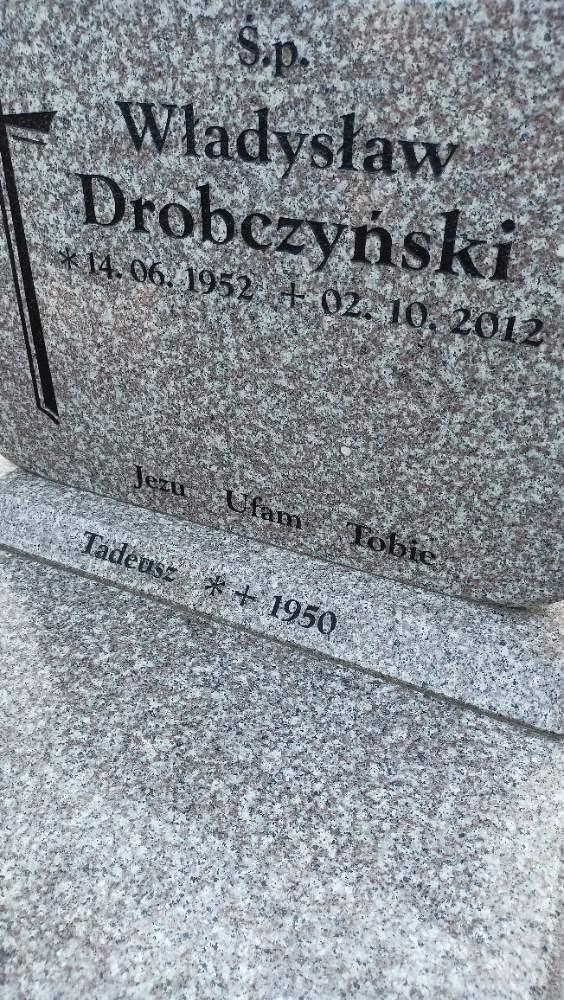 Ś.p.
Władysław
Drobczyński
* 14. 06. 1952 + 02. 10. 2012
Jezu Ufam Tobie
Tadeusz * + 1950